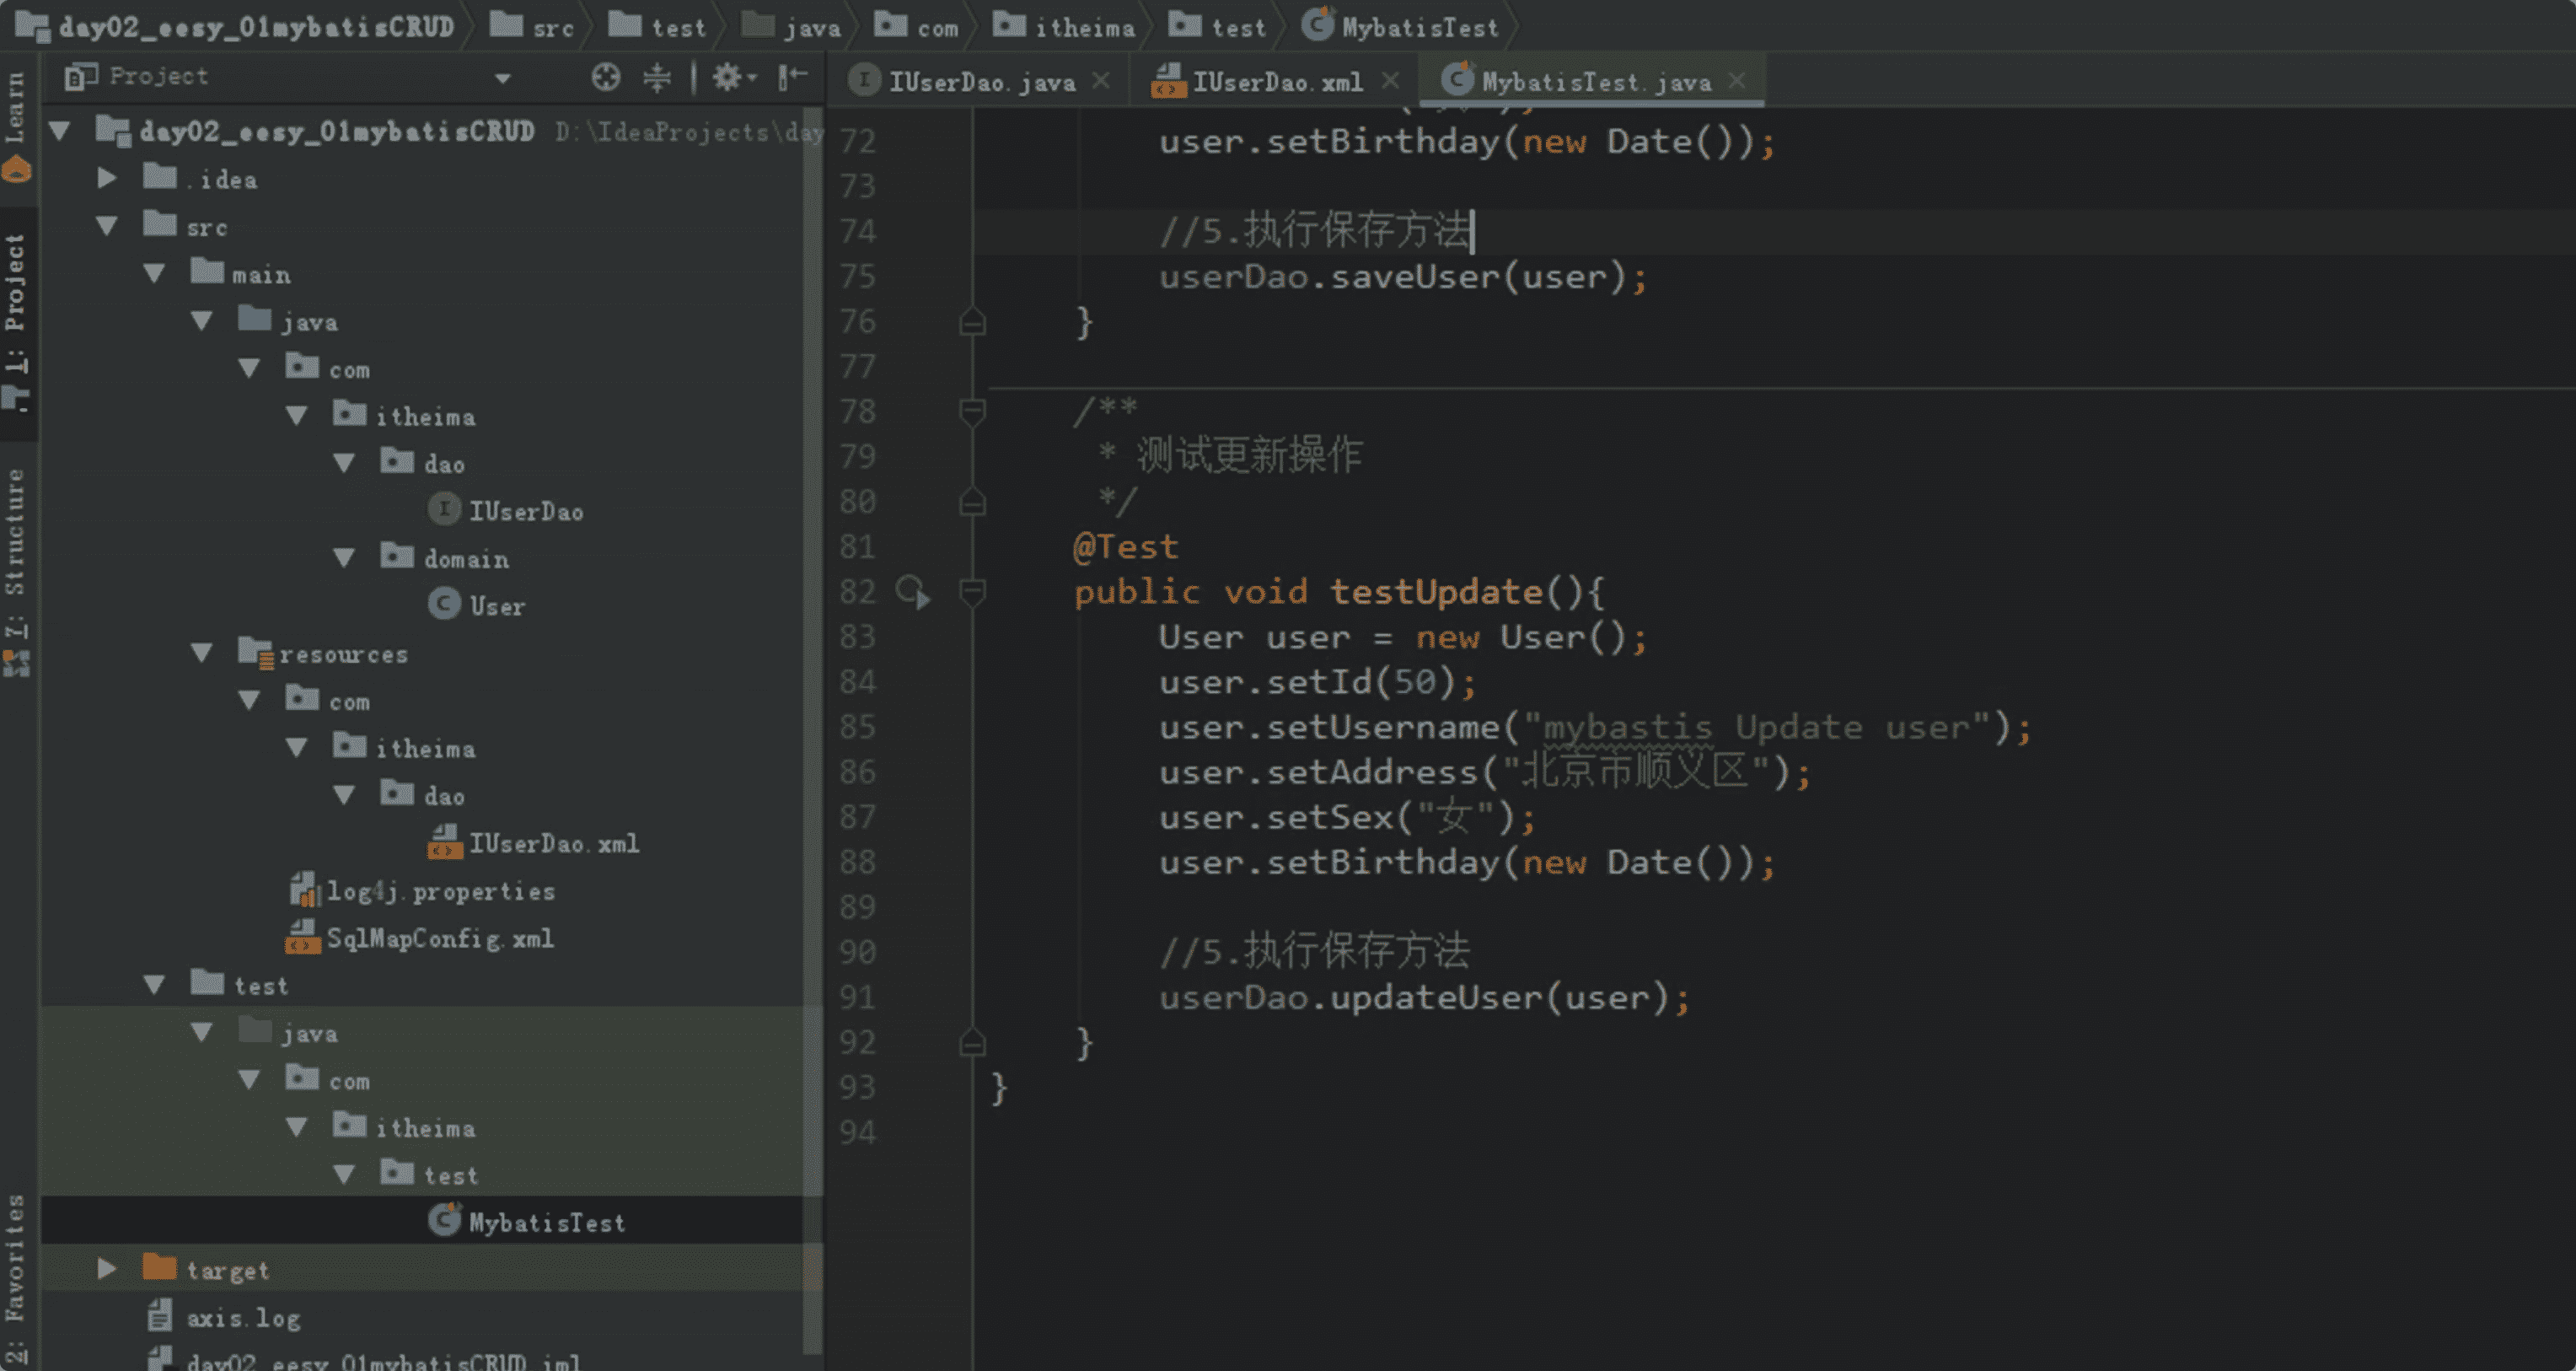 day02_eesy_01mybatisCRUD src test java com itheima test MybatisTest
Project
IUserDao.java IUserDao.xml MybatisTest.java
Learn
1: Project
7: Structure
2: Favorites
day02_eesy_01mybatisCRUD D:\IdeaProjects\day
.idea
src
main
java
com
itheima
dao
IUserDao
domain
User
resources
com
itheima
dao
IUserDao.xml
log4j.properties
SqlMapConfig.xml
test
java
com
itheima
test
MybatisTest
target
axis.log
day02_eesy_01mybatisCRUD.iml
72 user.setBirthday(new Date());
73
74 //5.执行保存方法
75 userDao.saveUser(user);
76 }
77
78 /**
79 * 测试更新操作
80 */
81 @Test
82 public void testUpdate(){
83 User user = new User();
84 user.setId(50);
85 user.setUsername("mybastis Update user");
86 user.setAddress("北京市顺义区");
87 user.setSex("女");
88 user.setBirthday(new Date());
89
90 //5.执行保存方法
91 userDao.updateUser(user);
92 }
93 }
94